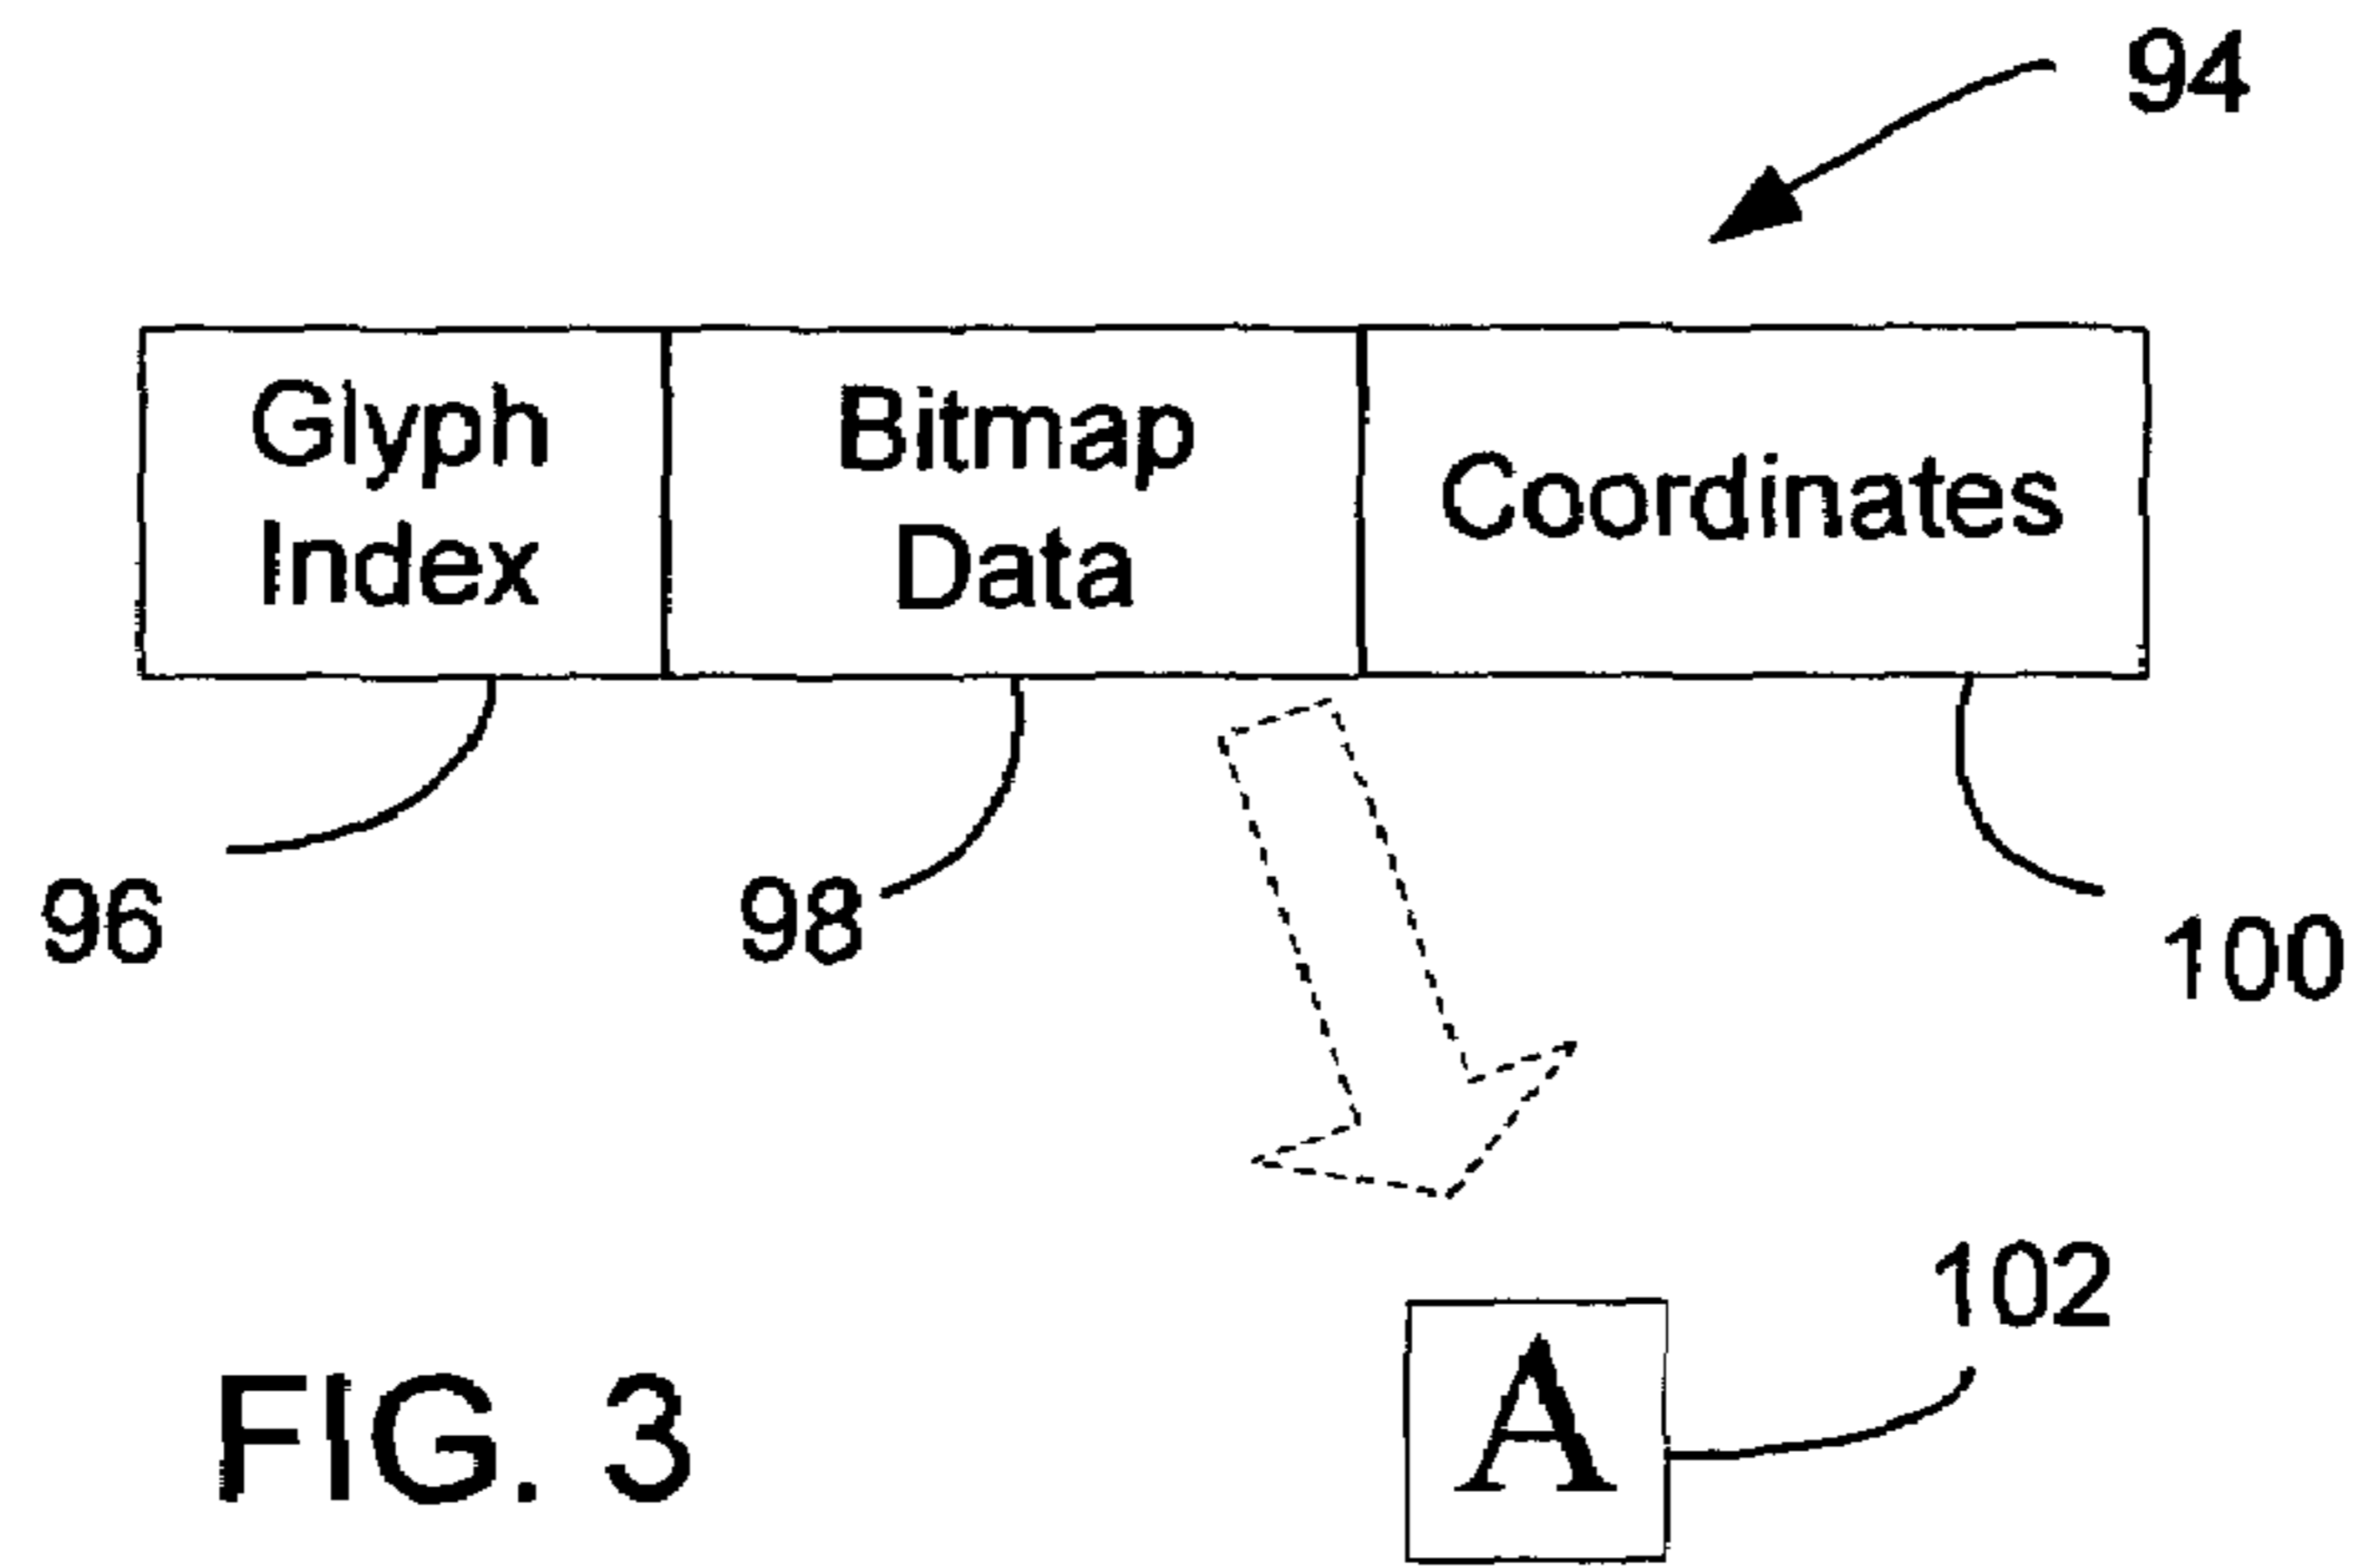 94
Glyph
Index
Bitmap
Data
Coordinates
96
98
100
102
A
FIG. 3